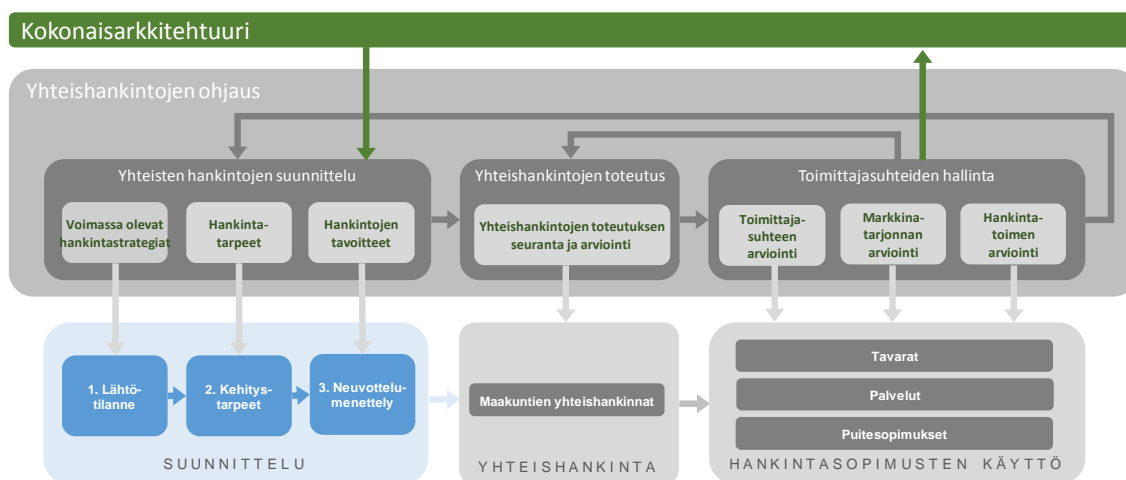 Kokonaisarkkitehtuuri
Yhteishankintojen ohjaus
Yhteisten hankintojen suunnittelu
Voimassa olevat
hankintastrategiat
Hankinta-
tarpeet
Hankintojen
tavoitteet
Yhteishankintojen toteutus
Yhteishankintojen toteutuksen
seuranta ja arviointi
Toimittajasuhteiden hallinta
Toimittaja-
suhteen
arviointi
Markkina-
tarjonnan
arviointi
Hankinta-
toimen
arviointi
1. Lähtö-
tilanne
2. Kehitys-
tarpeet
3. Neuvottelu-
menettely
SUUNNITTELU
Maakuntien yhteishankinnat
YHTEISHANKINTA
Tavarat
Palvelut
Puitesopimukset
HANKINTASOPIMUSTEN KÄYTTÖ